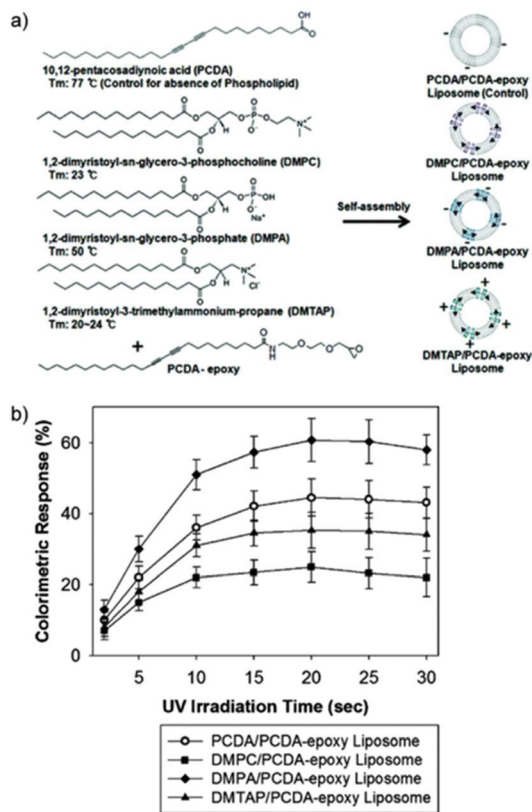 a)
OH
O
10,12-pentacosadiynoic acid (PCDA)
Tm: 77 ℃ (Control for absence of Phospholipid)
1,2-dimyristoyl-sn-glycero-3-phosphocholine (DMPC)
Tm: 23 ℃
1,2-dimyristoyl-sn-glycero-3-phosphate (DMPA)
Tm: 50 ℃
1,2-dimyristoyl-3-trimethylammonium-propane (DMTAP)
Tm: 20~24 ℃
+
PCDA - epoxy
Self-assembly
PCDA/PCDA-epoxy
Liposome (Control)
DMPC/PCDA-epoxy
Liposome
DMPA/PCDA-epoxy
Liposome
DMTAP/PCDA-epoxy
Liposome
b)
Colorimetric Response (%)
60
40
20
0
5 10 15 20 25 30
UV Irradiation Time (sec)
PCDA/PCDA-epoxy Liposome
DMPC/PCDA-epoxy Liposome
DMPA/PCDA-epoxy Liposome
DMTAP/PCDA-epoxy Liposome